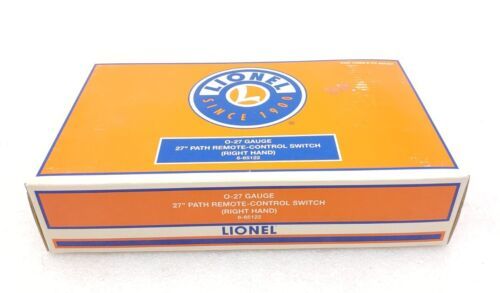 LIONEL
L
SINCE 1900
®
O-27 GAUGE
27" PATH REMOTE-CONTROL SWITCH
(RIGHT HAND)
6-65122
O-27 GAUGE
27" PATH REMOTE-CONTROL SWITCH
(RIGHT HAND)
6-65122
LIONEL